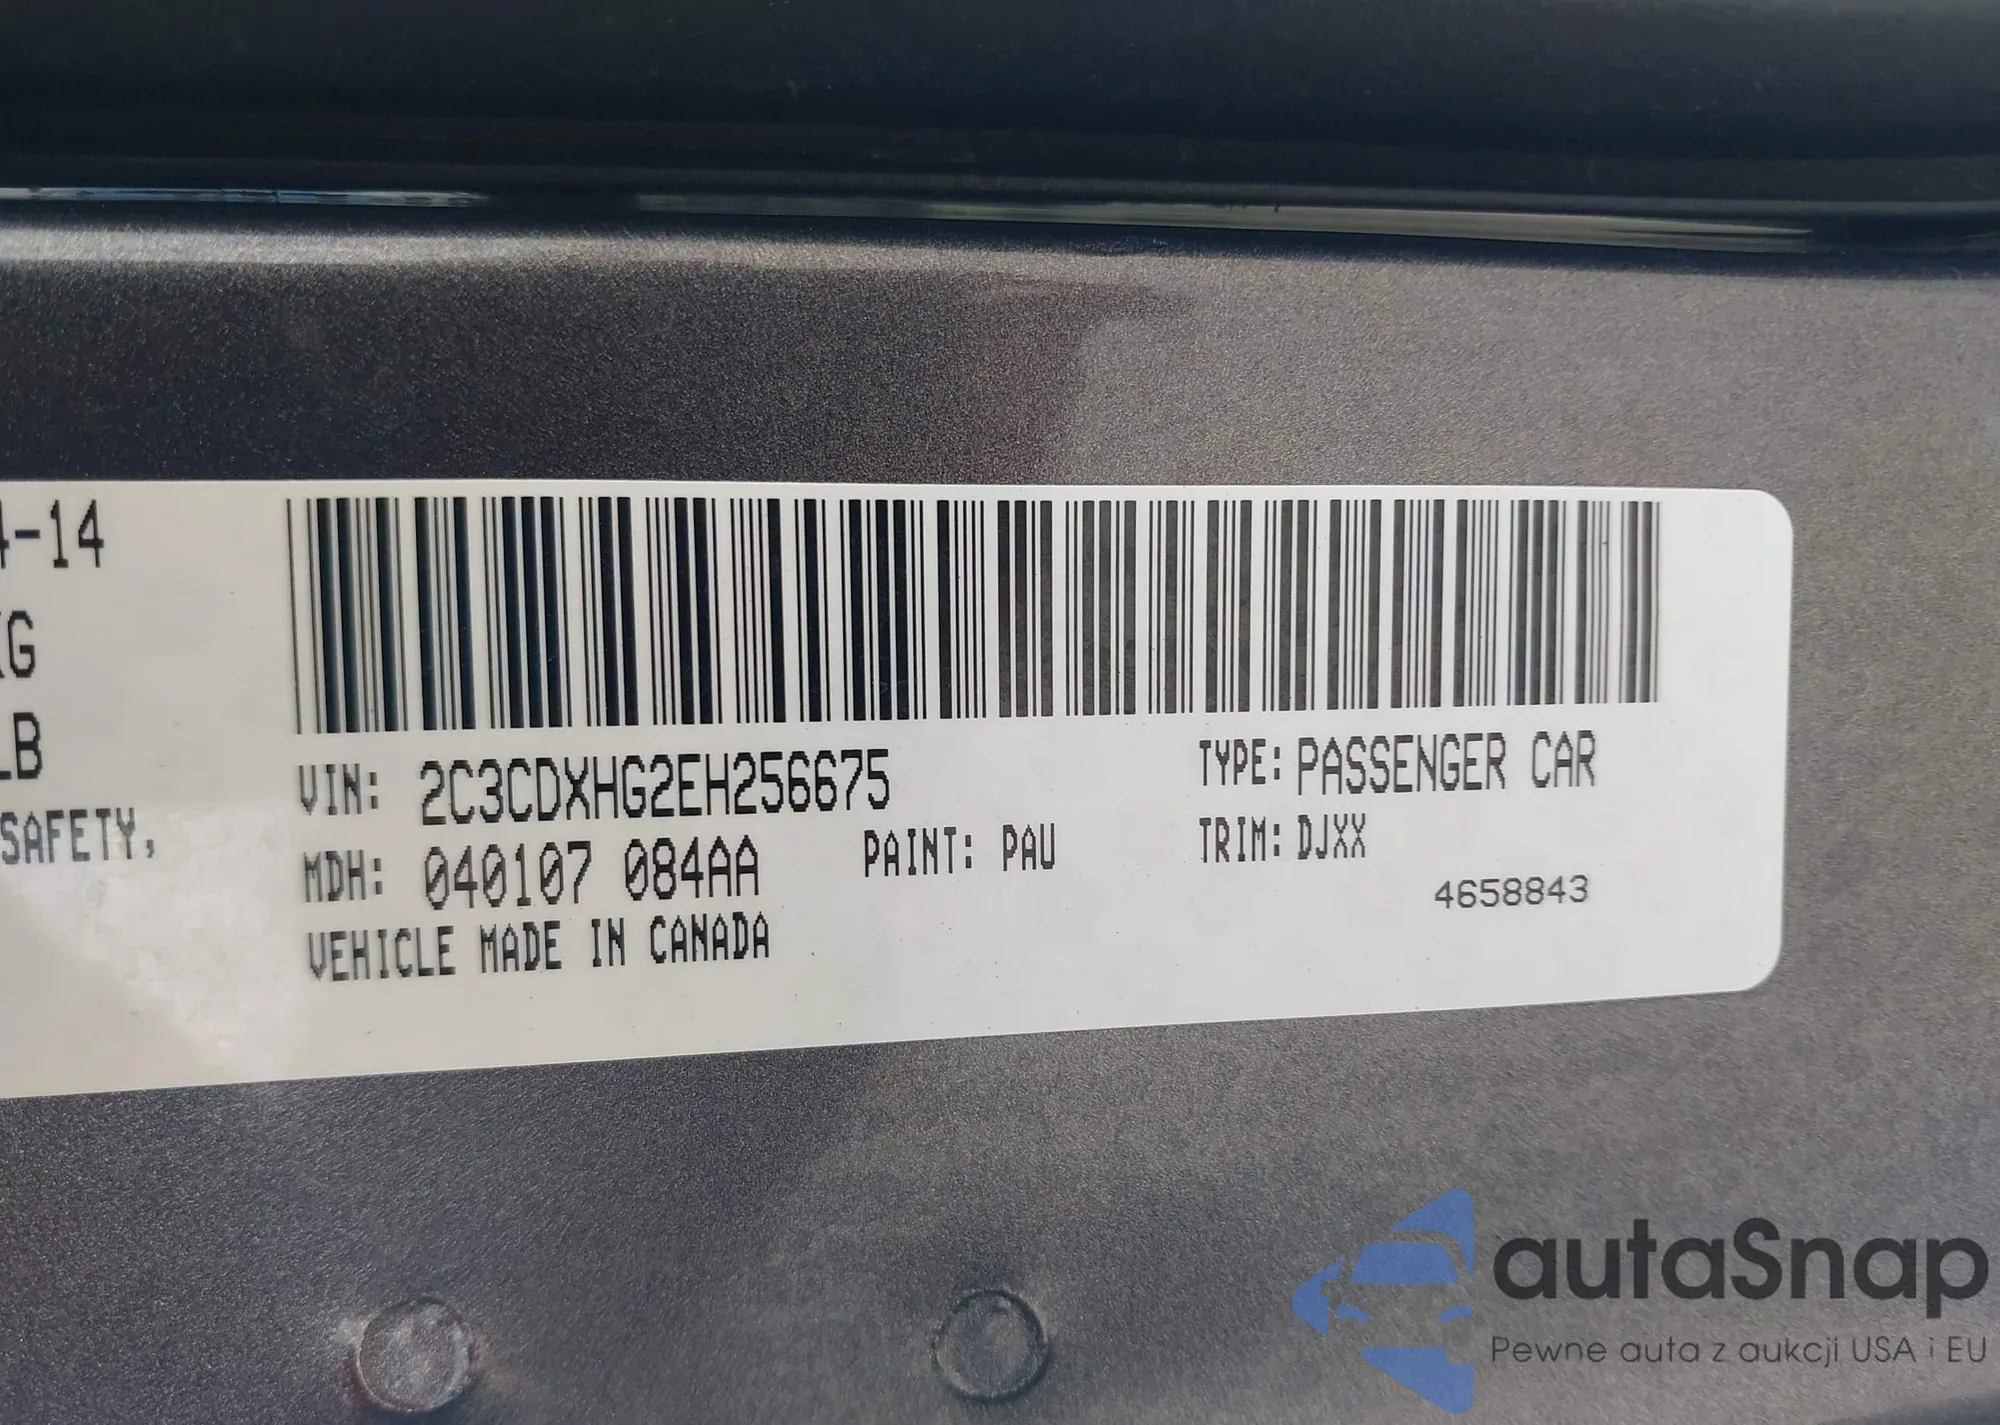 4-14
KG
LB
SAFETY,
VIN: 2C3CDXHG2EH256675
TYPE: PASSENGER CAR
MDH: 040107 084AA
PAINT: PAU
TRIM: DJXX
4658843
VEHICLE MADE IN CANADA
autaSnap
Pewne auta z aukcji USA i EU